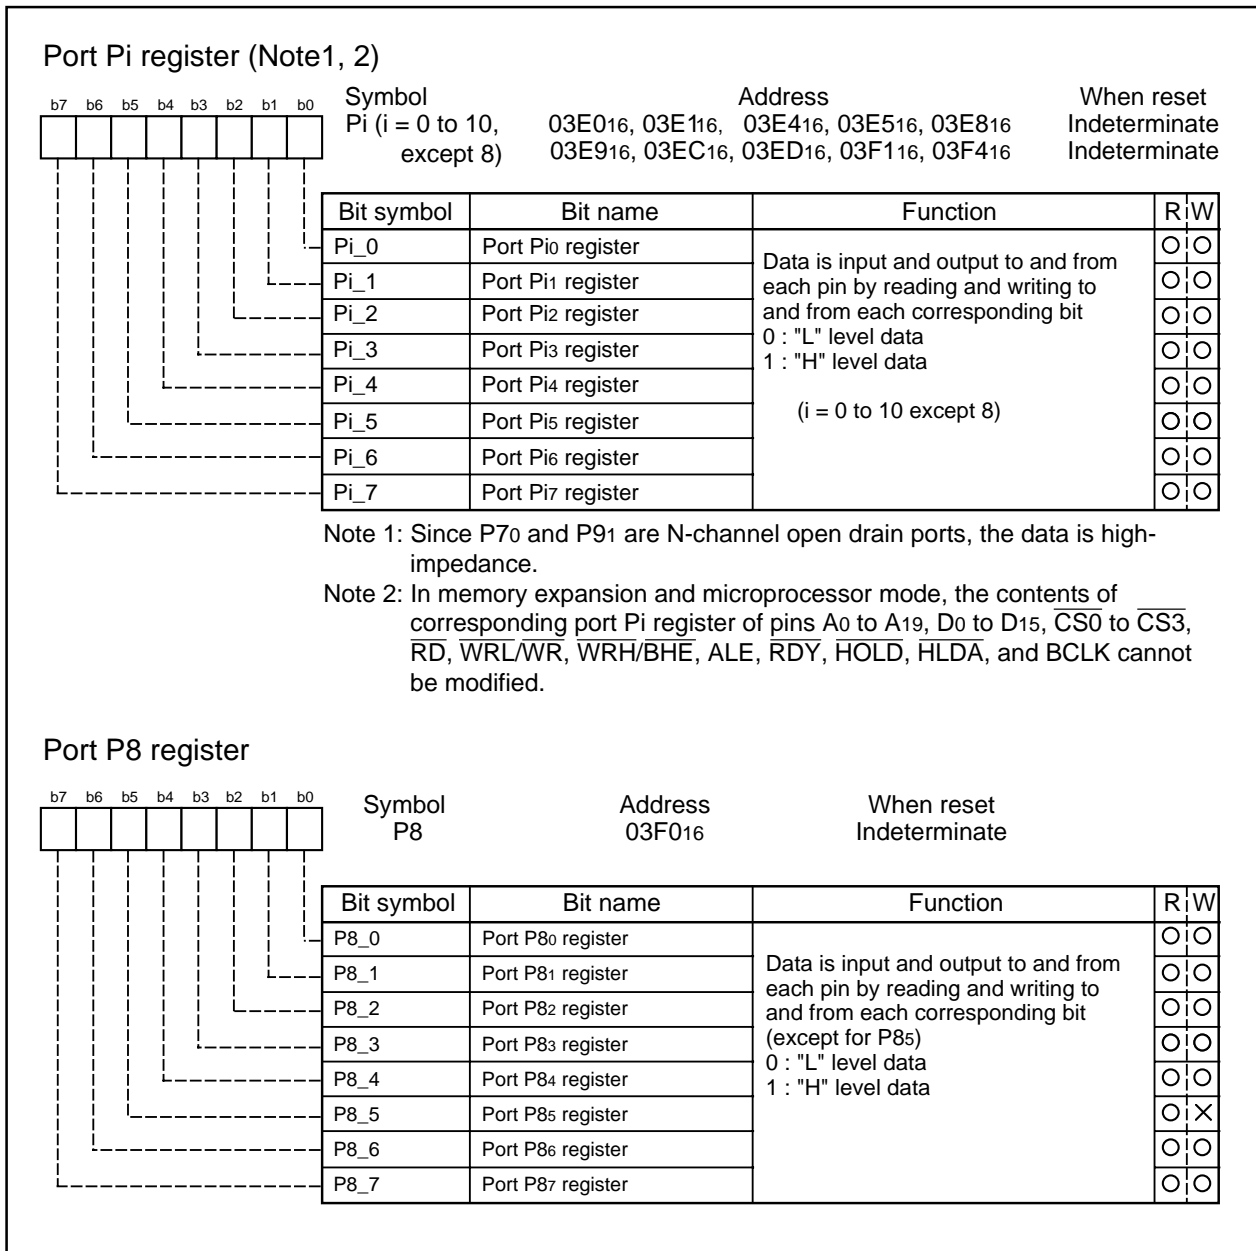 Port Pi register (Note1, 2)
b7 b6 b5 b4 b3 b2 b1 b0
Symbol Address When reset
Pi (i = 0 to 10, 03E016, 03E116, 03E416, 03E516, 03E816 Indeterminate
except 8) 03E916, 03EC16, 03ED16, 03F116, 03F416 Indeterminate
Bit symbol Bit name Function R W
Pi_0 Port Pi0 register
Pi_1 Port Pi1 register
Pi_2 Port Pi2 register
Pi_3 Port Pi3 register
Pi_4 Port Pi4 register
Pi_5 Port Pi5 register
Pi_6 Port Pi6 register
Pi_7 Port Pi7 register
Data is input and output to and from
each pin by reading and writing to
and from each corresponding bit
0 : "L" level data
1 : "H" level data
(i = 0 to 10 except 8)
Note 1: Since P70 and P91 are N-channel open drain ports, the data is high-
impedance.
Note 2: In memory expansion and microprocessor mode, the contents of
corresponding port Pi register of pins A0 to A19, D0 to D15, CS0 to CS3,
RD, WRL/WR, WRH/BHE, ALE, RDY, HOLD, HLDA, and BCLK cannot
be modified.
Port P8 register
b7 b6 b5 b4 b3 b2 b1 b0
Symbol Address When reset
P8 03F016 Indeterminate
Bit symbol Bit name Function R W
P8_0 Port P80 register
P8_1 Port P81 register
P8_2 Port P82 register
P8_3 Port P83 register
P8_4 Port P84 register
P8_5 Port P85 register
P8_6 Port P86 register
P8_7 Port P87 register
Data is input and output to and from
each pin by reading and writing to
and from each corresponding bit
(except for P85)
0 : "L" level data
1 : "H" level data